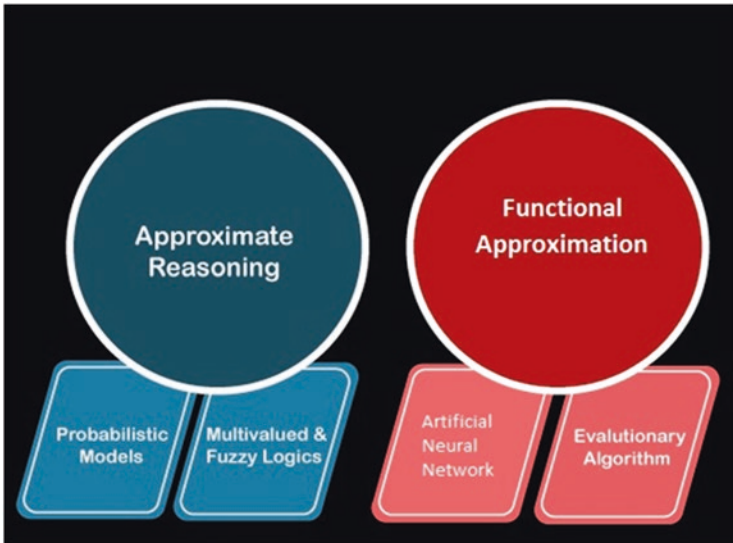 Approximate
Reasoning
Functional
Approximation
Probabilistic
Models
Multivalued &
Fuzzy Logics
Artificial
Neural
Network
Evalutionary
Algorithm